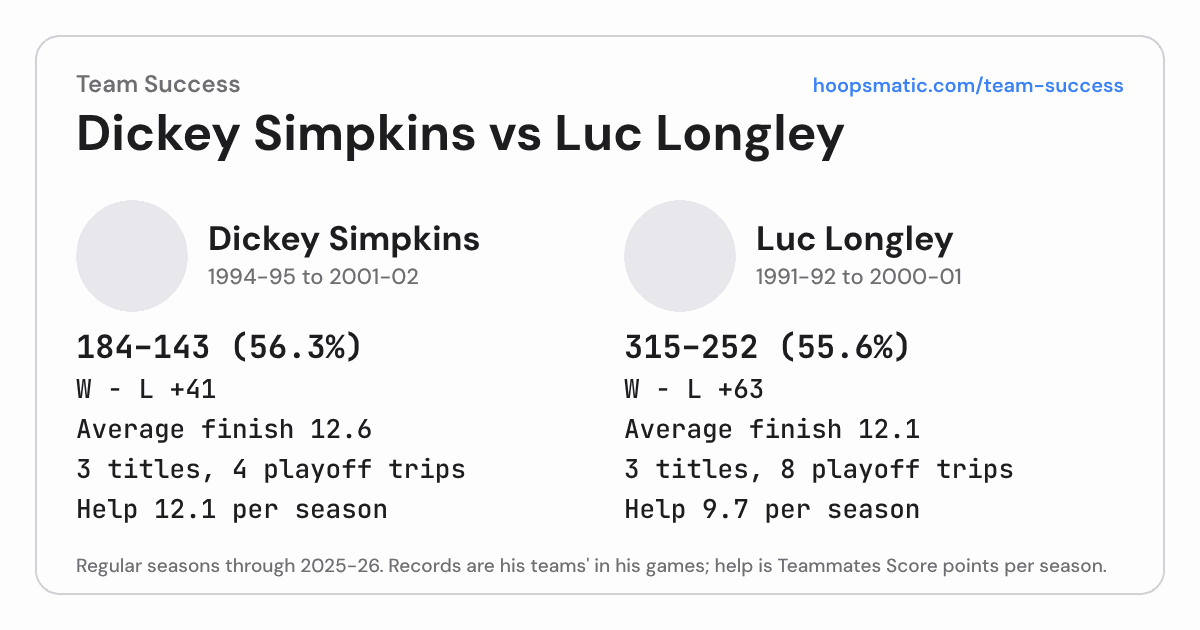 Team Success
hoopsmatic.com/team-success
Dickey Simpkins vs Luc Longley
Dickey Simpkins
1994-95 to 2001-02
184-143 (56.3%)
W - L +41
Average finish 12.6
3 titles, 4 playoff trips
Help 12.1 per season
Luc Longley
1991-92 to 2000-01
315-252 (55.6%)
W - L +63
Average finish 12.1
3 titles, 8 playoff trips
Help 9.7 per season
Regular seasons through 2025-26. Records are his teams' in his games; help is Teammates Score points per season.